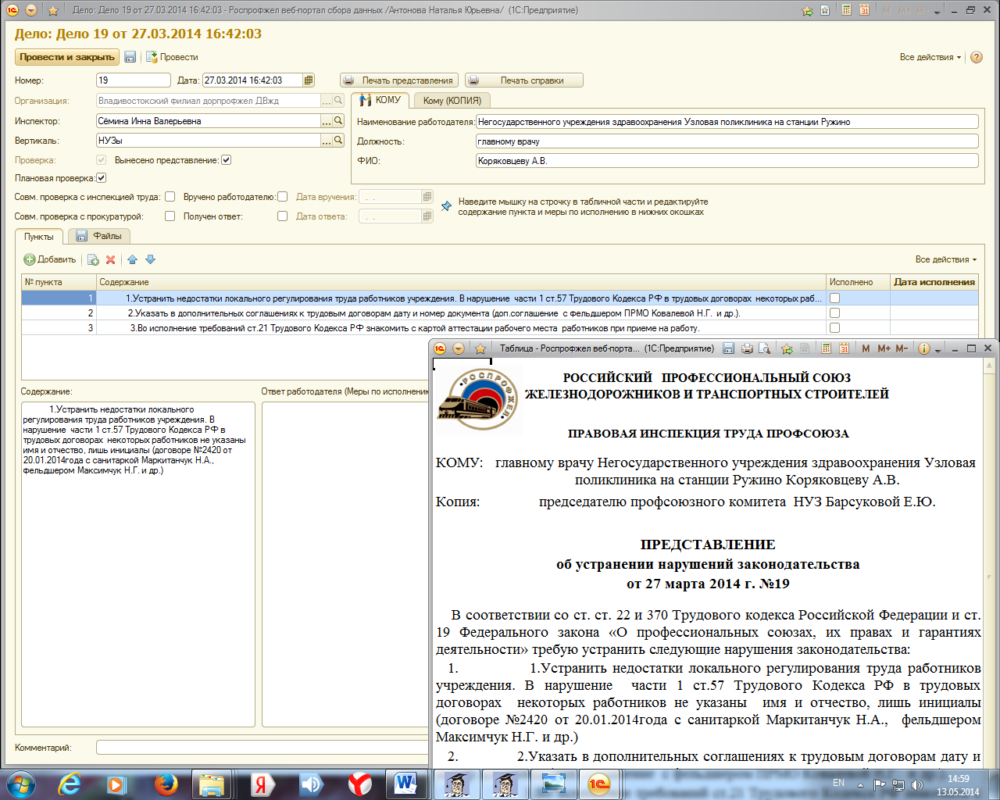 Дело: Дело 19 от 27.03.2014 16:42:03 - Роспрофжел веб-портал сбора данных /Антонова Наталья Юрьевна/ (1С:Предприятие)
M M+ M-
Дело: Дело 19 от 27.03.2014 16:42:03
Провести и закрыть Провести Все действия
Номер: 19 Дата: 27.03.2014 16:42:03 Печать представления Печать справки
Организация: Владивостокский филиал дорпрофжел ДВжд
КОМУ Кому (КОПИЯ)
Инспектор: Сёмина Инна Валерьевна
Наименование работодателя: Негосударственного учреждения здравоохранения Узловая поликлиника на станции Ружино
Вертикаль: НУЗы
Должность: главному врачу
Проверка: Вынесено представление:
ФИО: Коряковцеву А.В.
Плановая проверка:
Совм. проверка с инспекцией труда: Вручено работодателю: Дата вручения: . .
Совм. проверка с прокуратурой: Получен ответ: Дата ответа: . .
Наведите мышку на строчку в табличной части и редактируйте
содержание пункта и меры по исполнению в нижних окошках
Пункты Файлы
Добавить Все действия
№ пункта Содержание Исполнено Дата исполнения
1 1.Устранить недостатки локального регулирования труда работников учреждения. В нарушение части 1 ст.57 Трудового Кодекса РФ в трудовых договорах некоторых раб...
2 2.Указать в дополнительных соглашениях к трудовым договорам дату и номер документа (доп.соглашение с фельдшером ПРМО Ковалевой Н.Г. и др.).
3 3.Во исполнение требований ст.21 Трудового Кодекса РФ знакомить с картой аттестации рабочего места работников при приеме на работу.
Содержание: Ответ работодателя (Меры по исполнению
1.Устранить недостатки локального
регулирования труда работников учреждения. В
нарушение части 1 ст.57 Трудового Кодекса РФ в
трудовых договорах некоторых работников не указаны
имя и отчество, лишь инициалы (договоре №2420 от
20.01.2014года с санитаркой Маркитанчук Н.А.,
фельдшером Максимчук Н.Г. и др.)
Комментарий:
Таблица - Роспрофжел веб-порта... (1С:Предприятие) M M+ M-
РОСПРОФЖЕЛ
РОССИЙСКИЙ ПРОФЕССИОНАЛЬНЫЙ СОЮЗ
ЖЕЛЕЗНОДОРОЖНИКОВ И ТРАНСПОРТНЫХ СТРОИТЕЛЕЙ
ПРАВОВАЯ ИНСПЕКЦИЯ ТРУДА ПРОФСОЮЗА
КОМУ: главному врачу Негосударственного учреждения здравоохранения Узловая
поликлиника на станции Ружино Коряковцеву А.В.
Копия: председателю профсоюзного комитета НУЗ Барсуковой Е.Ю.
ПРЕДСТАВЛЕНИЕ
об устранении нарушений законодательства
от 27 марта 2014 г. №19
В соответствии со ст. ст. 22 и 370 Трудового кодекса Российской Федерации и ст.
19 Федерального закона «О профессиональных союзах, их правах и гарантиях
деятельности» требую устранить следующие нарушения законодательства:
1. 1.Устранить недостатки локального регулирования труда работников
учреждения. В нарушение части 1 ст.57 Трудового Кодекса РФ в трудовых
договорах некоторых работников не указаны имя и отчество, лишь инициалы
(договоре №2420 от 20.01.2014года с санитаркой Маркитанчук Н.А., фельдшером
Максимчук Н.Г. и др.)
2. 2.Указать в дополнительных соглашениях к трудовым договорам дату и
EN 14:59
13.05.2014